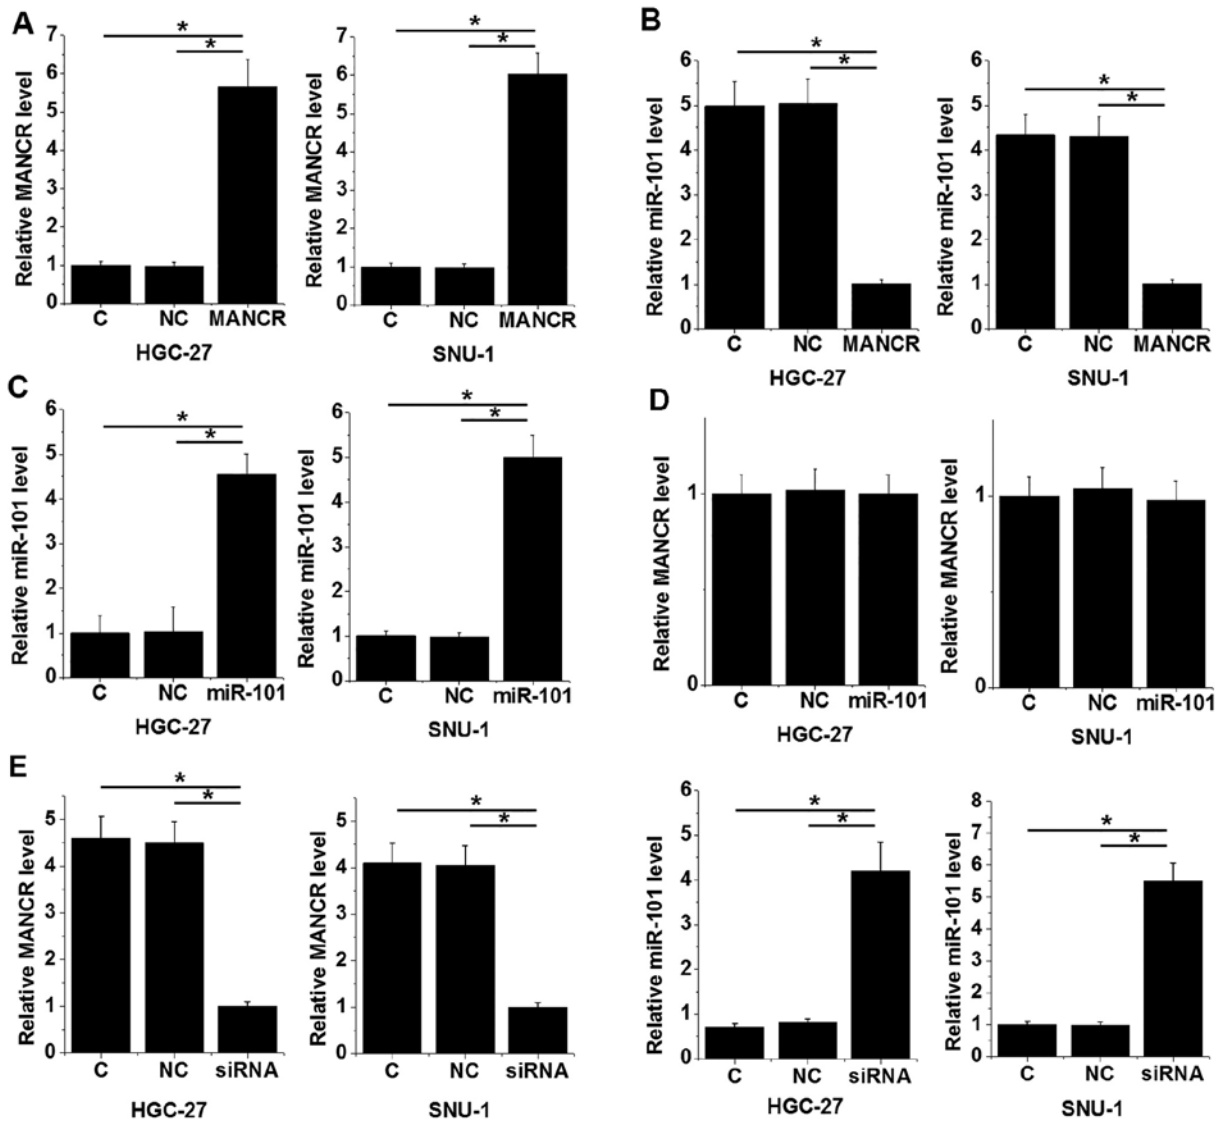 A
Relative MANCR level
7
6
5
4
3
2
1
0
*
*
C NC MANCR
HGC-27
Relative MANCR level
7
6
5
4
3
2
1
0
*
*
C NC MANCR
SNU-1
B
Relative miR-101 level
6
5
4
3
2
1
0
*
*
C NC MANCR
HGC-27
Relative miR-101 level
6
5
4
3
2
1
0
*
*
C NC MANCR
SNU-1
C
Relative miR-101 level
6
5
4
3
2
1
0
*
*
C NC miR-101
HGC-27
Relative miR-101 level
6
5
4
3
2
1
0
*
*
C NC miR-101
SNU-1
D
Relative MANCR level
1
0
C NC miR-101
HGC-27
Relative MANCR level
1
0
C NC miR-101
SNU-1
E
Relative MANCR level
5
4
3
2
1
0
*
*
C NC siRNA
HGC-27
Relative MANCR level
5
4
3
2
1
0
*
*
C NC siRNA
SNU-1
Relative miR-101 level
6
5
4
3
2
1
0
*
*
C NC siRNA
HGC-27
Relative miR-101 level
8
7
6
5
4
3
2
1
0
*
*
C NC siRNA
SNU-1